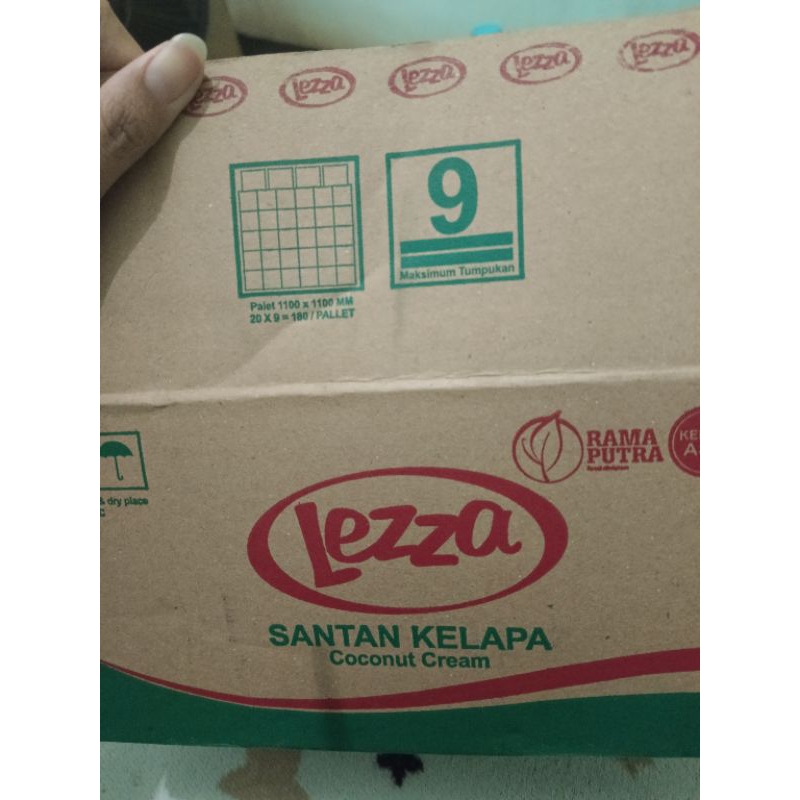 Lezza Lezza Lezza Lezza Lezza
9
Maksimum Tumpukan
Palet 1100 x 1100 MM
20 X 9 = 180 / PALLET
RAMA
PUTRA
KE
A
& dry place
C
Lezza
SANTAN KELAPA
Coconut Cream